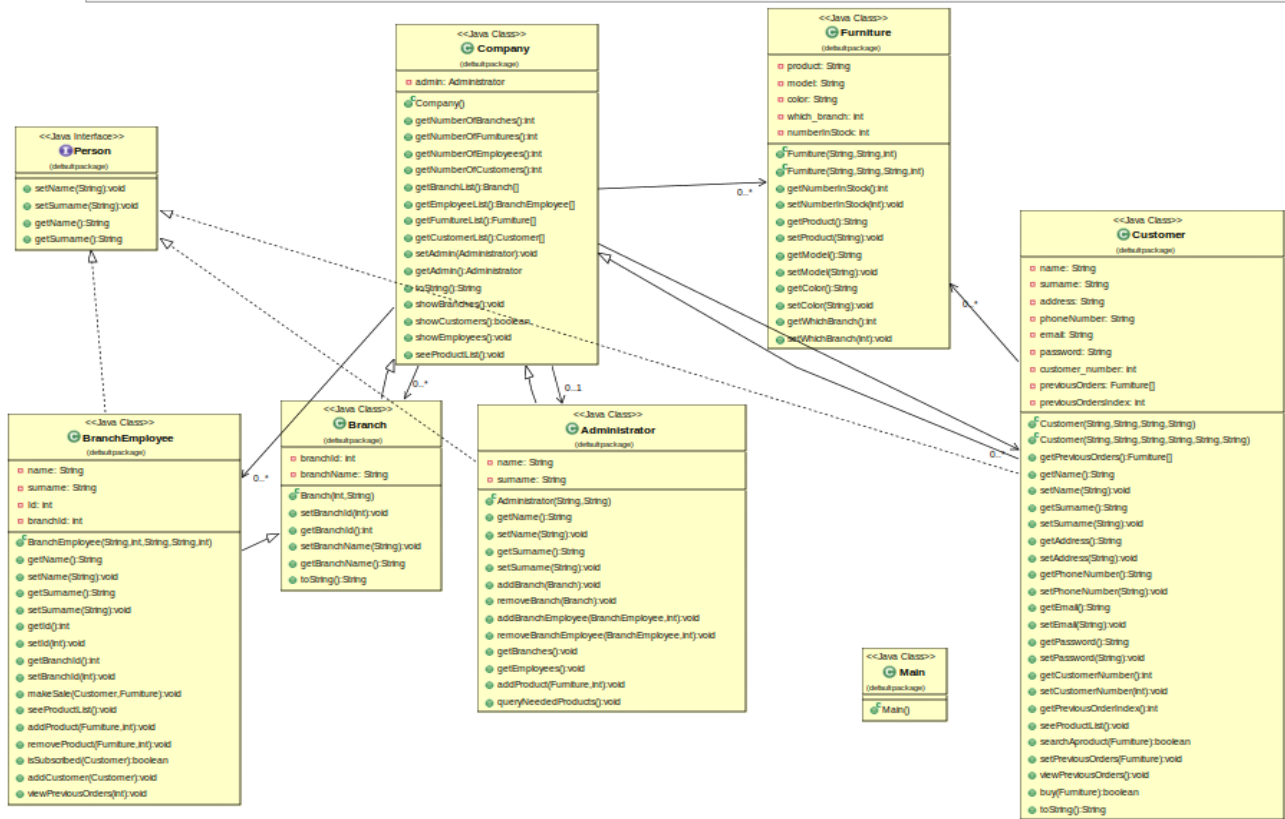 <<Java Class>>
Company
(default package)
admin: Administrator
Company()
getNumberOfBranches():int
getNumberOfFurnitures():int
getNumberOfEmployees():int
getNumberOfCustomers():int
getBranchList():Branch[]
getEmployeeList():BranchEmployee[]
getFurnitureList():Furniture[]
getCustomerList():Customer[]
setAdmin(Administrator):void
getAdmin():Administrator
toString():String
showBranches():void
showCustomers():boolean
showEmployees():void
seeProductList():void
<<Java Class>>
Furniture
(default package)
product: String
model: String
color: String
which_branch: int
numberInStock: int
Furniture(String,String,int)
Furniture(String,String,String,int)
getNumberInStock():int
setNumberInStock(int):void
getProduct():String
setProduct(String):void
getModel():String
setModel(String):void
getColor():String
setColor(String):void
getWhichBranch():int
setWhichBranch(int):void
<<Java Interface>>
Person
(default package)
setName(String):void
setSurname(String):void
getName():String
getSurname():String
<<Java Class>>
Customer
(default package)
name: String
surname: String
address: String
phoneNumber: String
email: String
password: String
customer_number: int
previousOrders: Furniture[]
previousOrdersIndex: int
Customer(String,String,String,String)
Customer(String,String,String,String,String,String)
getPreviousOrders():Furniture[]
getName():String
setName(String):void
getSurname():String
setSurname(String):void
getAddress():String
setAddress(String):void
getPhoneNumber():String
setPhoneNumber(String):void
getEmail():String
setEmail(String):void
getPassword():String
setPassword(String):void
getCustomerNumber():int
setCustomerNumber(int):void
getPreviousOrderIndex():int
seeProductList():void
searchAproduct(Furniture):boolean
setPreviousOrders(Furniture):void
viewPreviousOrders():void
buy(Furniture):boolean
toString():String
0..*
0..*
0..*
0..1
0..*
0..*
<<Java Class>>
BranchEmployee
(default package)
name: String
surname: String
id: int
branchId: int
BranchEmployee(String,int,String,String,int)
getName():String
setName(String):void
getSurname():String
setSurname(String):void
getId():int
setId(int):void
getBranchId():int
setBranchId(int):void
makeSale(Customer,Furniture):void
seeProductList():void
addProduct(Furniture,int):void
removeProduct(Furniture,int):void
isSubscribed(Customer):boolean
addCustomer(Customer):void
viewPreviousOrders(int):void
<<Java Class>>
Branch
(default package)
branchId: int
branchName: String
Branch(int,String)
setBranchId(int):void
getBranchId():int
setBranchName(String):void
getBranchName():String
toString():String
<<Java Class>>
Administrator
(default package)
name: String
surname: String
Administrator(String,String)
getName():String
setName(String):void
getSurname():String
setSurname(String):void
addBranch(Branch):void
removeBranch(Branch):void
addBranchEmployee(BranchEmployee,int):void
removeBranchEmployee(BranchEmployee,int):void
getBranches():void
getEmployees():void
addProduct(Furniture,int):void
queryNeededProducts():void
<<Java Class>>
Main
(default package)
Main()